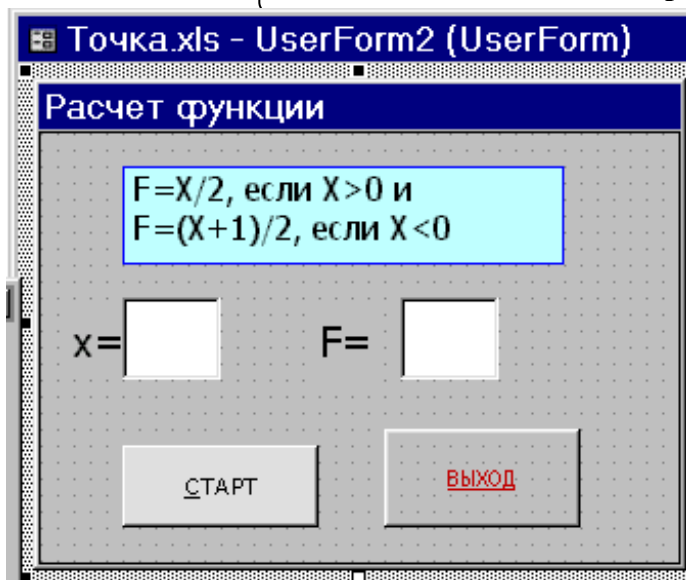 Точка.xls - UserForm2 (UserForm)
Расчет функции
F=X/2, если X>0 и
F=(X+1)/2, если X<0
x=
F=
СТАРТ
ВЫХОД